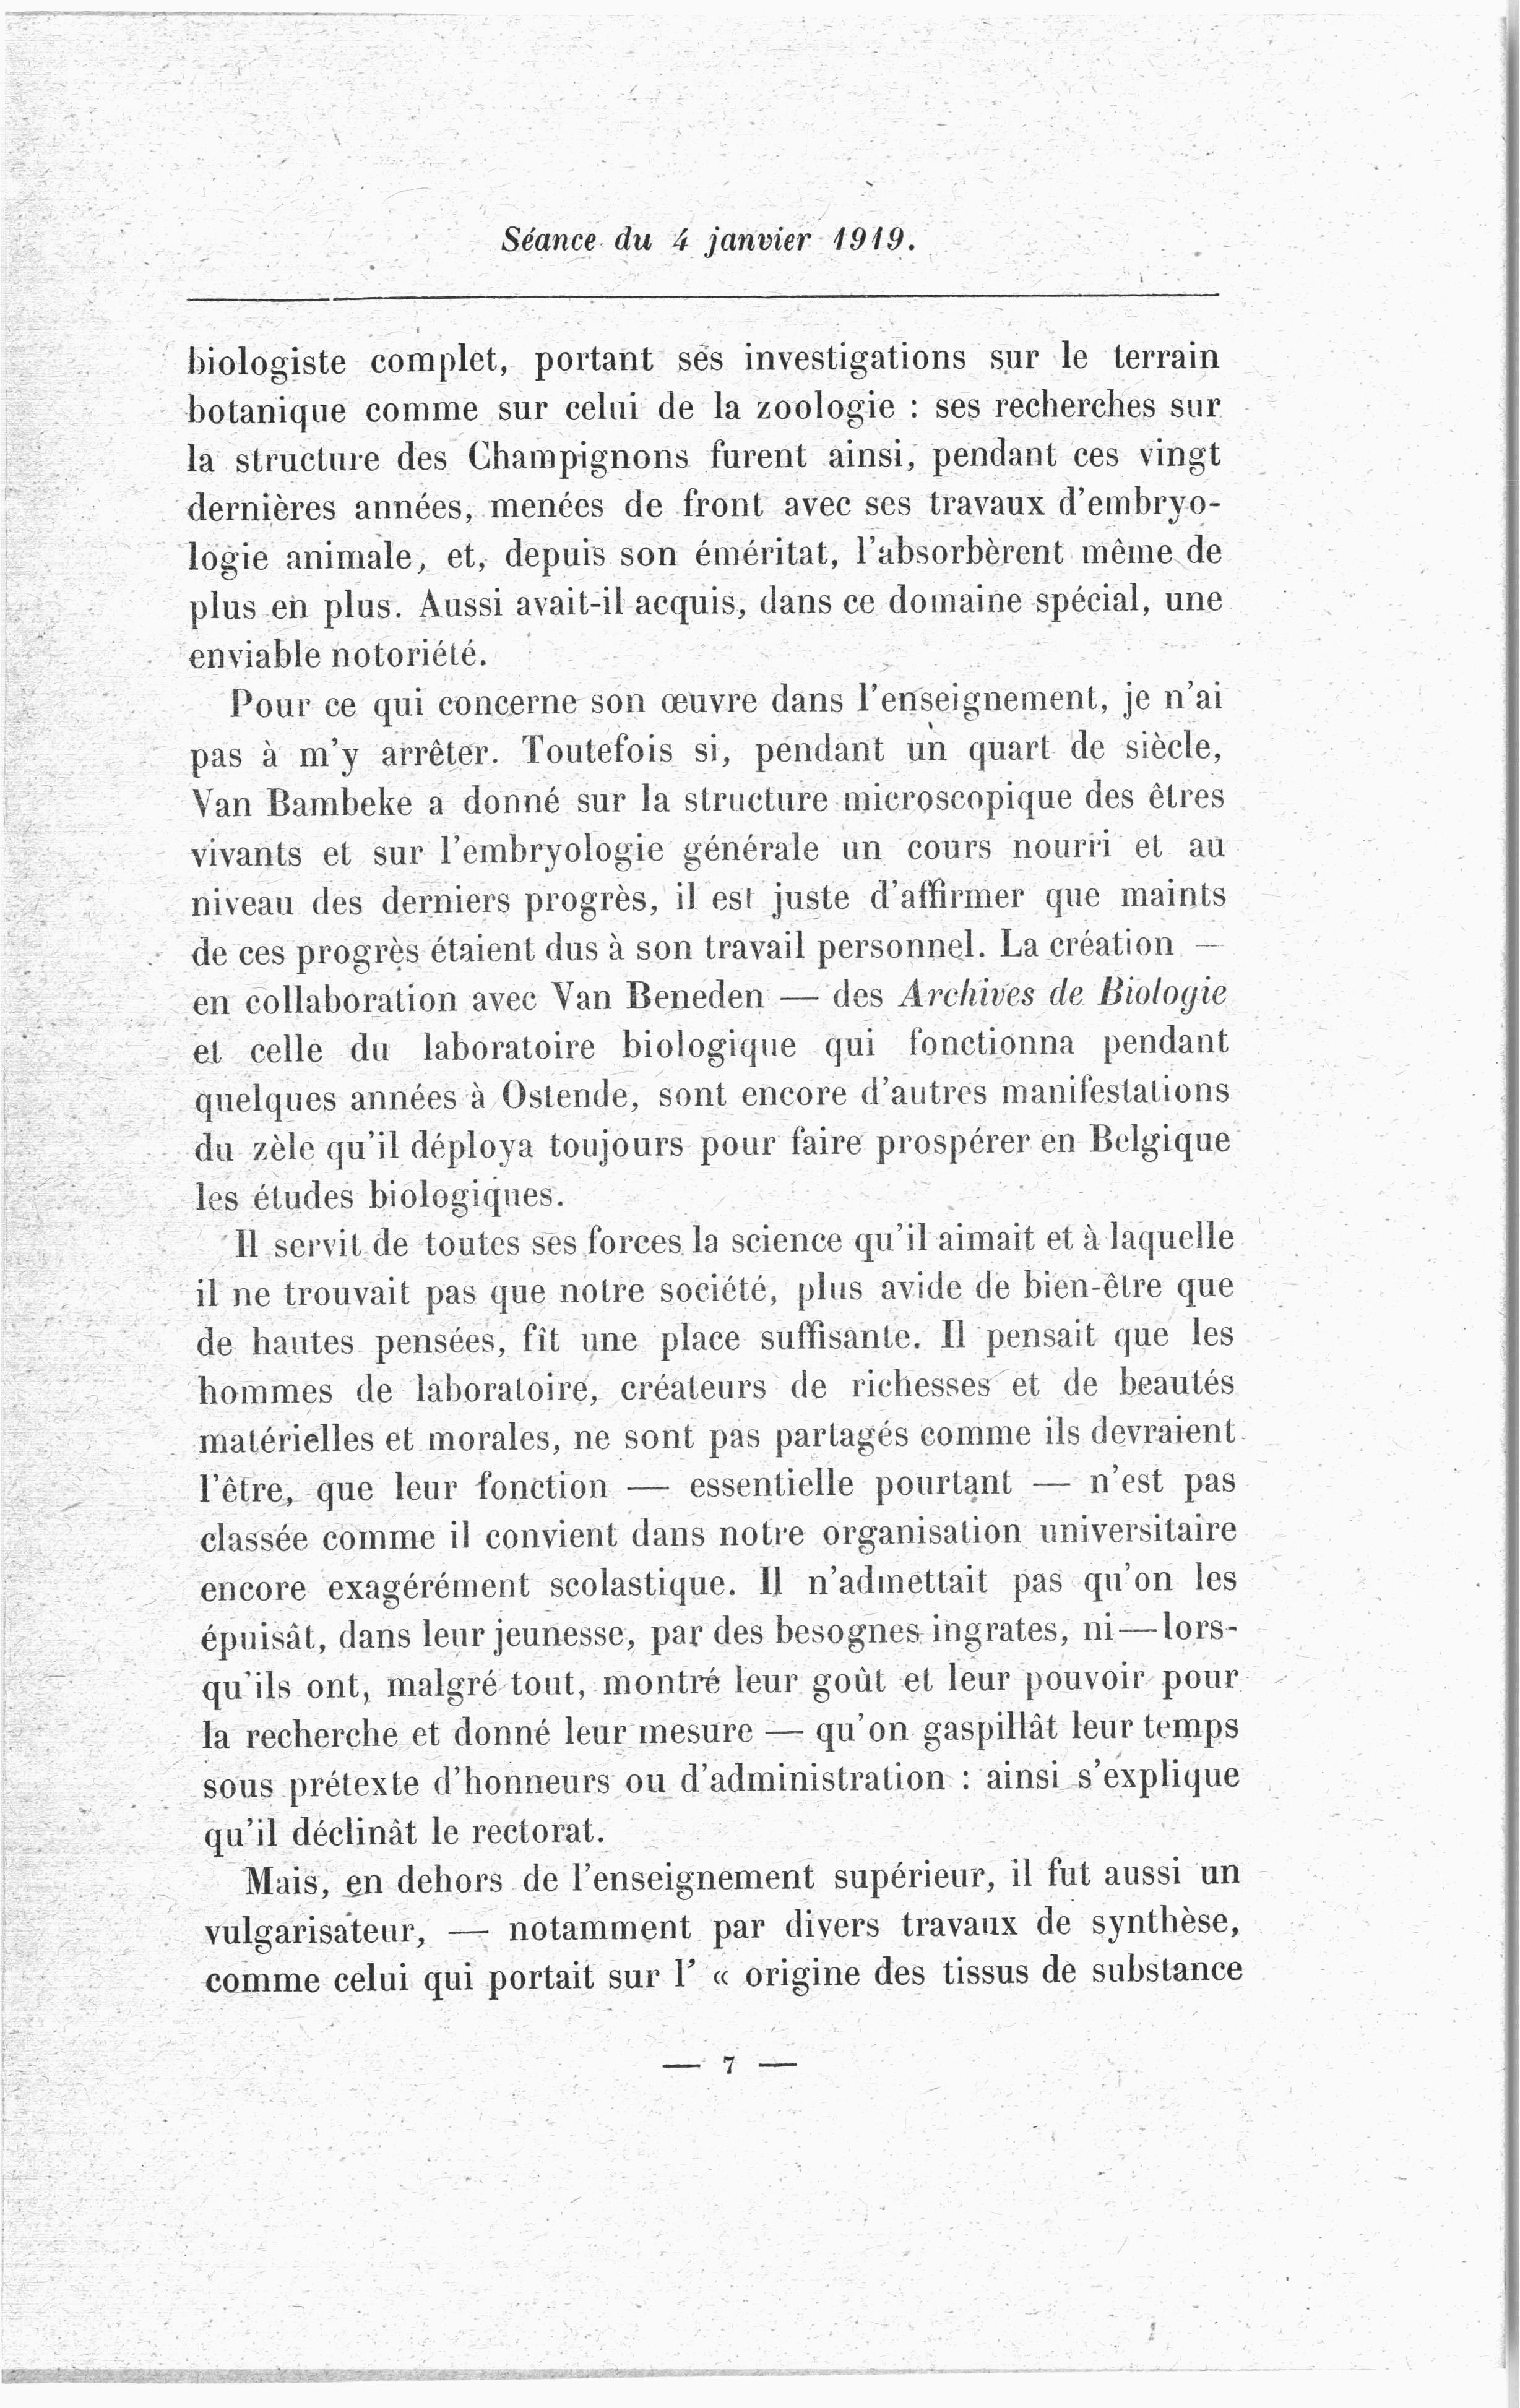 Séance du 4 janvier 1919.
biologiste complet, portant ses investigations sur le terrain
botanique comme sur celui de la zoologie : ses recherches sur
la structure des Champignons furent ainsi, pendant ces vingt
dernières années, menées de front avec ses travaux d'embryo-
logie animale, et, depuis son éméritat, l'absorbèrent même de
plus en plus. Aussi avait-il acquis, dans ce domaine spécial, une
enviable notoriété.
Pour ce qui concerne son œuvre dans l'enseignement, je n'ai
pas à m'y arrêter. Toutefois si, pendant un quart de siècle,
Van Bambeke a donné sur la structure microscopique des êtres
vivants et sur l'embryologie générale un cours nourri et au
niveau des derniers progrès, il est juste d'affirmer que maints
de ces progrès étaient dus à son travail personnel. La création —
en collaboration avec Van Beneden — des Archives de Biologie
et celle du laboratoire biologique qui fonctionna pendant
quelques années à Ostende, sont encore d'autres manifestations
du zèle qu'il déploya toujours pour faire prospérer en Belgique
les études biologiques.
Il servit de toutes ses forces la science qu'il aimait et à laquelle
il ne trouvait pas que notre société, plus avide de bien-être que
de hautes pensées, fît une place suffisante. Il pensait que les
hommes de laboratoire, créateurs de richesses et de beautés
matérielles et morales, ne sont pas partagés comme ils devraient
l'être, que leur fonction — essentielle pourtant — n'est pas
classée comme il convient dans notre organisation universitaire
encore exagérément scolastique. Il n'admettait pas qu'on les
épuisât, dans leur jeunesse, par des besognes ingrates, ni — lors-
qu'ils ont, malgré tout, montré leur goût et leur pouvoir pour
la recherche et donné leur mesure — qu'on gaspillât leur temps
sous prétexte d'honneurs ou d'administration : ainsi s'explique
qu'il déclinât le rectorat.
Mais, en dehors de l'enseignement supérieur, il fut aussi un
vulgarisateur, — notamment par divers travaux de synthèse,
comme celui qui portait sur l' « origine des tissus de substance
— 7 —